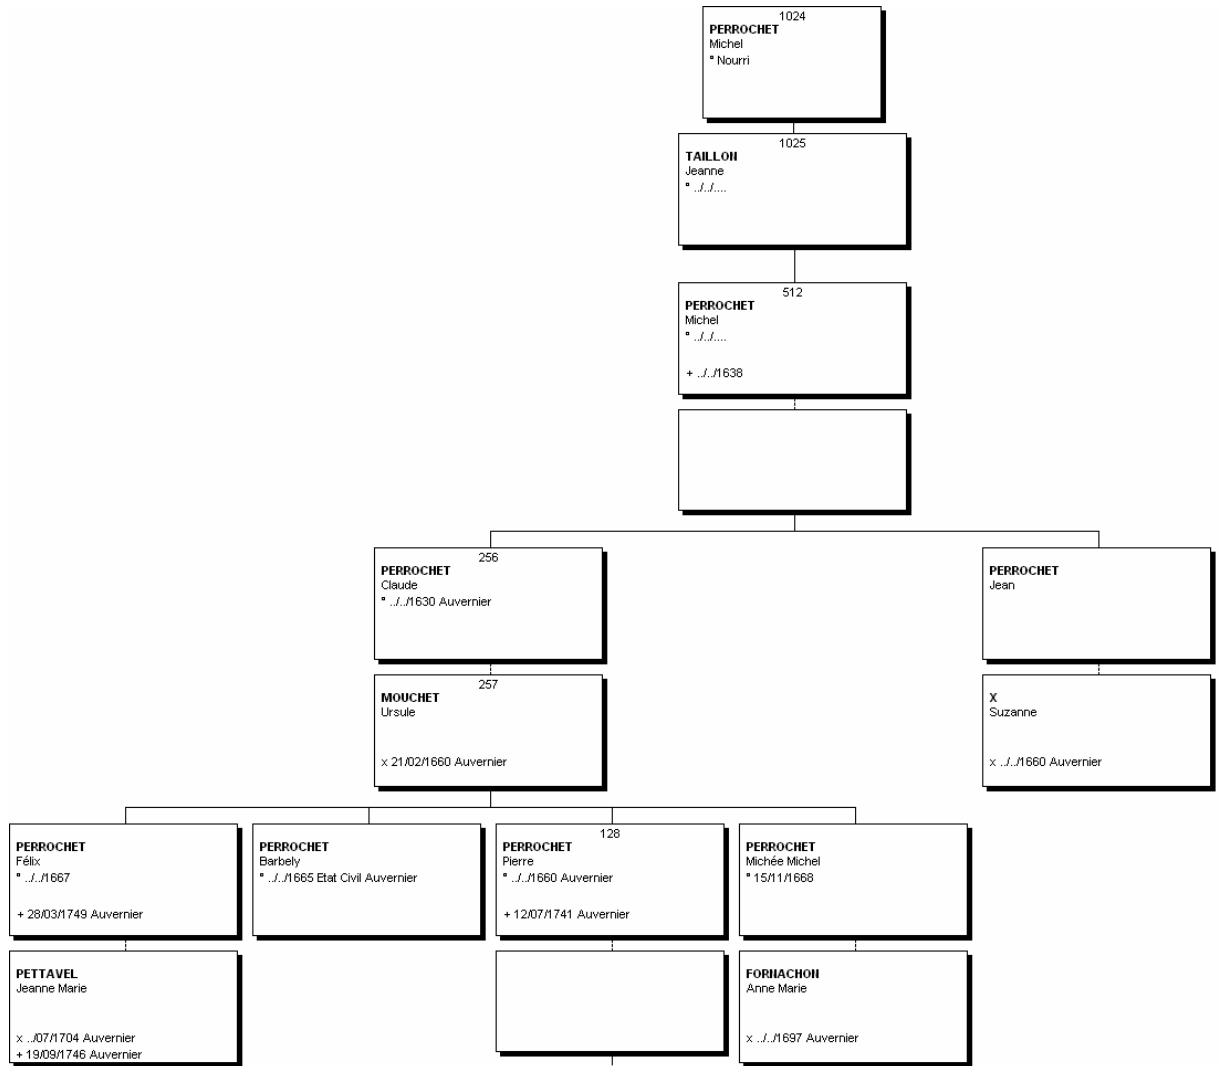 1024
PERROCHET
Michel
° Nourri
1025
TAILLON
Jeanne
° ../../....
512
PERROCHET
Michel
° ../../....
+ ../../1638
256
PERROCHET
Claude
° ../../1630 Auvernier
PERROCHET
Jean
257
MOUCHET
Ursule
x 21/02/1660 Auvernier
X
Suzanne
x ../../1660 Auvernier
PERROCHET
Félix
° ../../1667
+ 28/03/1749 Auvernier
PERROCHET
Barbely
° ../../1665 Etat Civil Auvernier
128
PERROCHET
Pierre
° ../../1660 Auvernier
+ 12/07/1741 Auvernier
PERROCHET
Michée Michel
° 15/11/1668
PETTAVEL
Jeanne Marie
x ../07/1704 Auvernier
+ 19/09/1746 Auvernier
FORNACHON
Anne Marie
x ../../1697 Auvernier